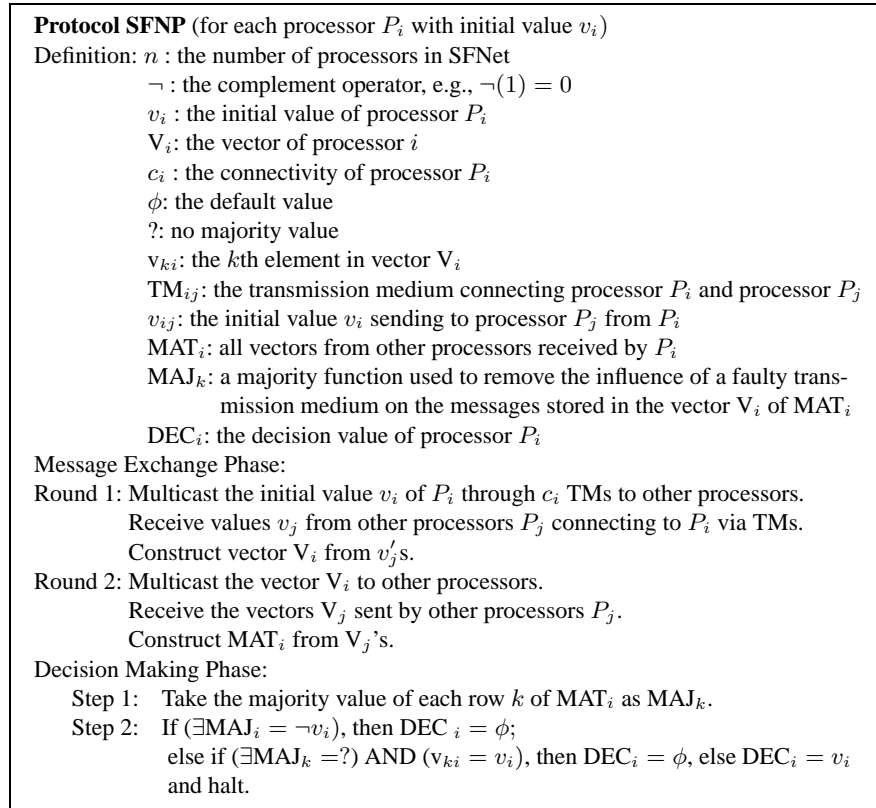 Protocol SFNP (for each processor P_i with initial value v_i)
Definition: n : the number of processors in SFNet
¬ : the complement operator, e.g., ¬(1) = 0
v_i : the initial value of processor P_i
V_i: the vector of processor i
c_i : the connectivity of processor P_i
ϕ: the default value
?: no majority value
v_{ki}: the kth element in vector V_i
TM_{ij}: the transmission medium connecting processor P_i and processor P_j
v_{ij}: the initial value v_i sending to processor P_j from P_i
MAT_i: all vectors from other processors received by P_i
MAJ_k: a majority function used to remove the influence of a faulty trans-
mission medium on the messages stored in the vector V_i of MAT_i
DEC_i: the decision value of processor P_i
Message Exchange Phase:
Round 1: Multicast the initial value v_i of P_i through c_i TMs to other processors.
Receive values v_j from other processors P_j connecting to P_i via TMs.
Construct vector V_i from v'_js.
Round 2: Multicast the vector V_i to other processors.
Receive the vectors V_j sent by other processors P_j.
Construct MAT_i from V_j's.
Decision Making Phase:
Step 1: Take the majority value of each row k of MAT_i as MAJ_k.
Step 2: If (∃MAJ_i = ¬v_i), then DEC_i = ϕ;
else if (∃MAJ_k =?) AND (v_{ki} = v_i), then DEC_i = ϕ, else DEC_i = v_i
and halt.